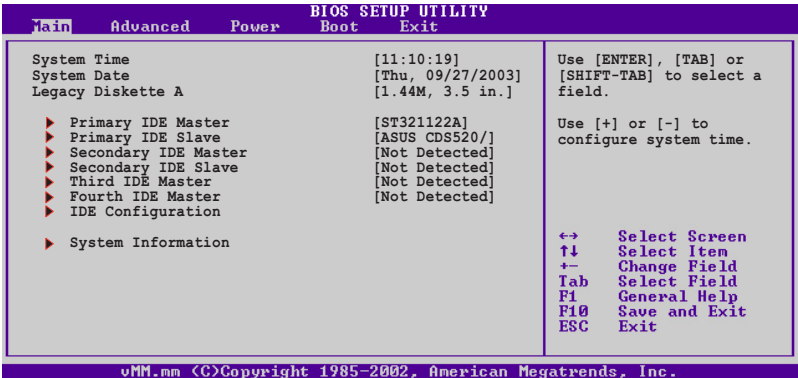 BIOS SETUP UTILITY
Main Advanced Power Boot Exit
System Time [11:10:19]
System Date [Thu, 09/27/2003]
Legacy Diskette A [1.44M, 3.5 in.]
Primary IDE Master [ST321122A]
Primary IDE Slave [ASUS CDS520/]
Secondary IDE Master [Not Detected]
Secondary IDE Slave [Not Detected]
Third IDE Master [Not Detected]
Fourth IDE Master [Not Detected]
IDE Configuration
System Information
Use [ENTER], [TAB] or
[SHIFT-TAB] to select a
field.
Use [+] or [-] to
configure system time.
←→ Select Screen
↑↓ Select Item
+- Change Field
Tab Select Field
F1 General Help
F10 Save and Exit
ESC Exit
vMM.mm (C)Copyright 1985-2002, American Megatrends, Inc.